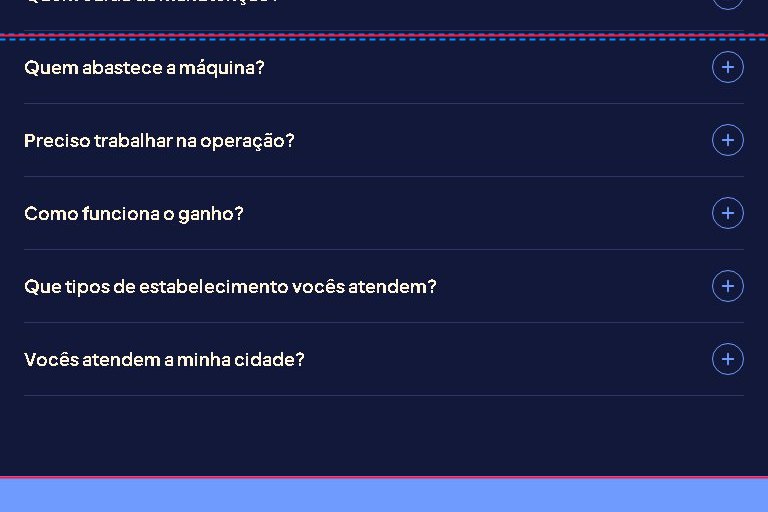 Quem abastece a máquina?
Preciso trabalhar na operação?
Como funciona o ganho?
Que tipos de estabelecimento vocês atendem?
Vocês atendem a minha cidade?